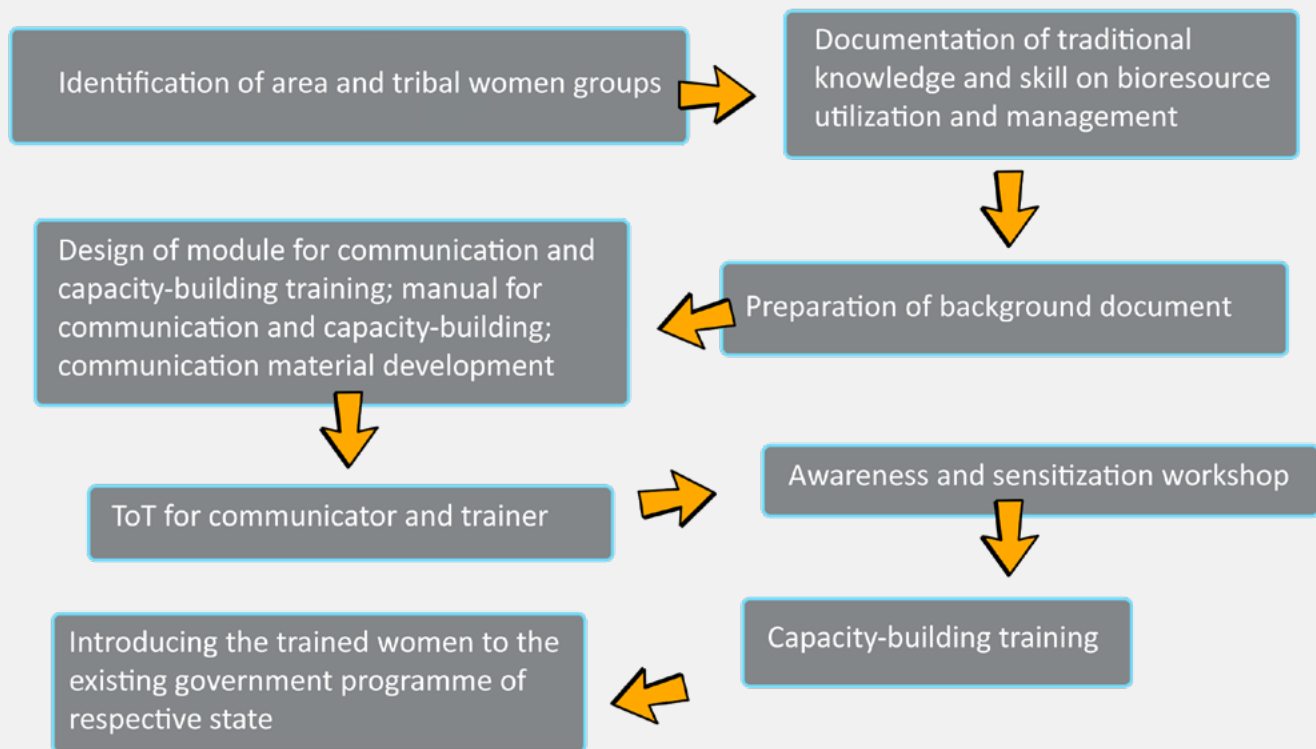 Identification of area and tribal women groups
Documentation of traditional
knowledge and skill on bioresource
utilization and management
Preparation of background document
Design of module for communication and
capacity-building training; manual for
communication and capacity-building;
communication material development
ToT for communicator and trainer
Awareness and sensitization workshop
Capacity-building training
Introducing the trained women to the
existing government programme of
respective state